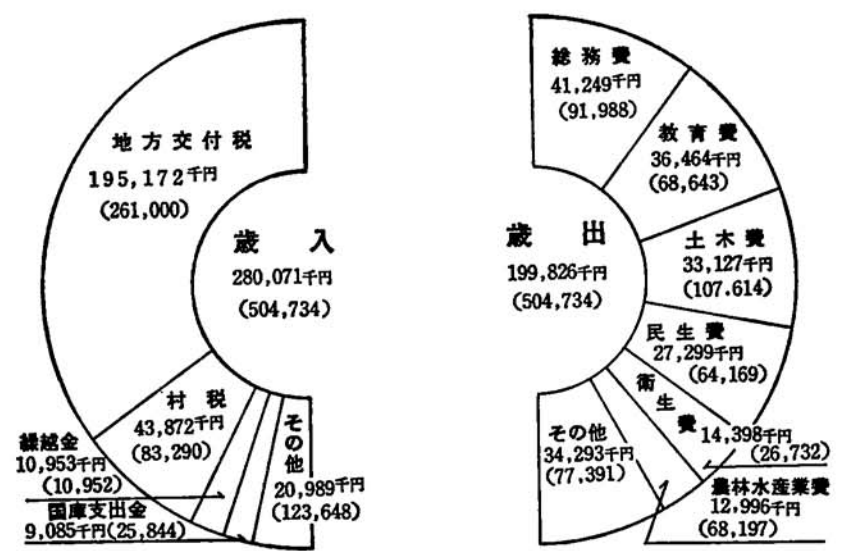 地方交付税
195,172千円
(261,000)
歳入
280,071千円
(504,734)
村税
43,872千円
(83,290)
繰越金
10,953千円
(10,952)
国庫支出金
9,085千円(25,844)
その他
20,989千円
(123,648)
総務費
41,249千円
(91,988)
教育費
36,464千円
(68,643)
土木費
33,127千円
(107.614)
歳出
199,826千円
(504,734)
民生費
27,299千円
(64,169)
衛生費
14,398千円
(26,732)
その他
34,293千円
(77,391)
農林水産業費
12,996千円
(68,197)